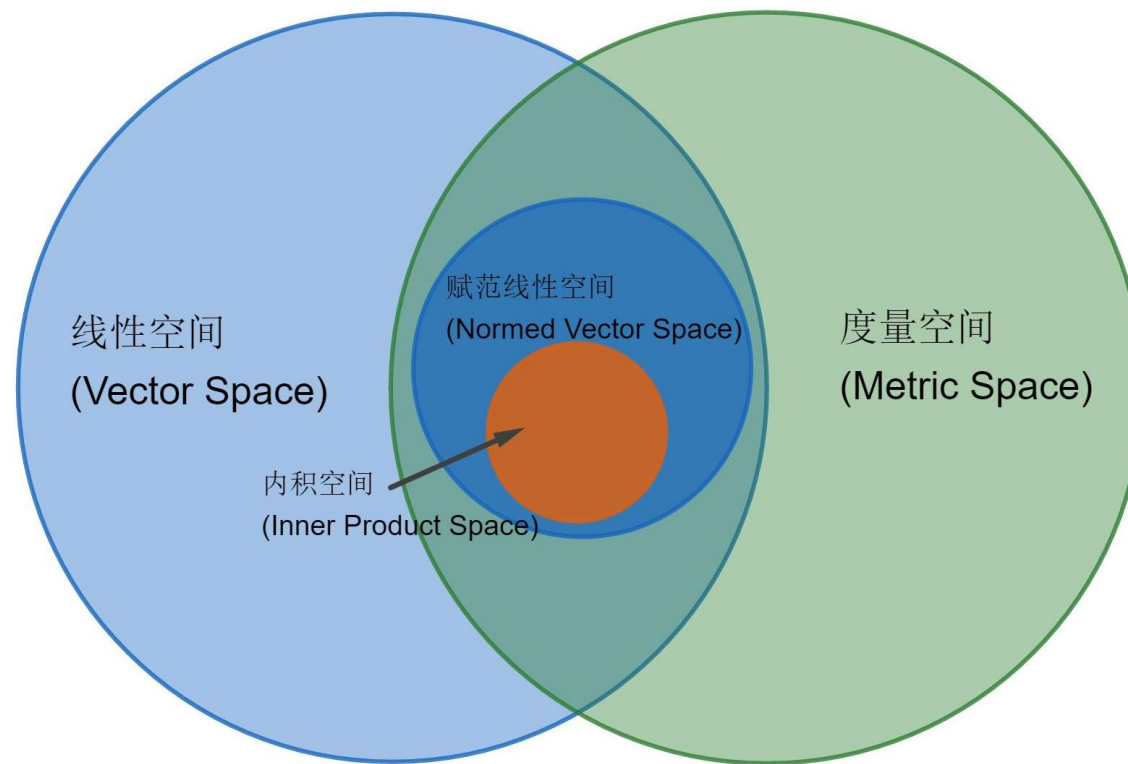 线性空间
(Vector Space)
赋范线性空间
(Normed Vector Space)
内积空间
(Inner Product Space)
度量空间
(Metric Space)